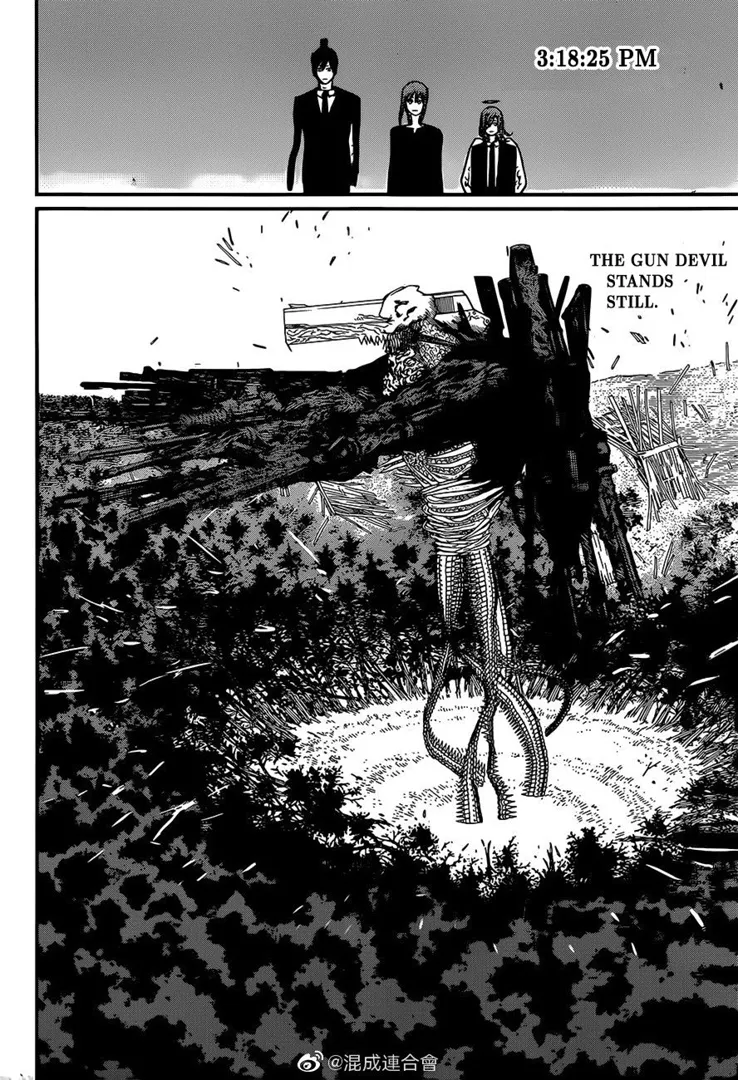 3:18:25 PM
THE GUN DEVIL
STANDS
STILL.
@混成連合會